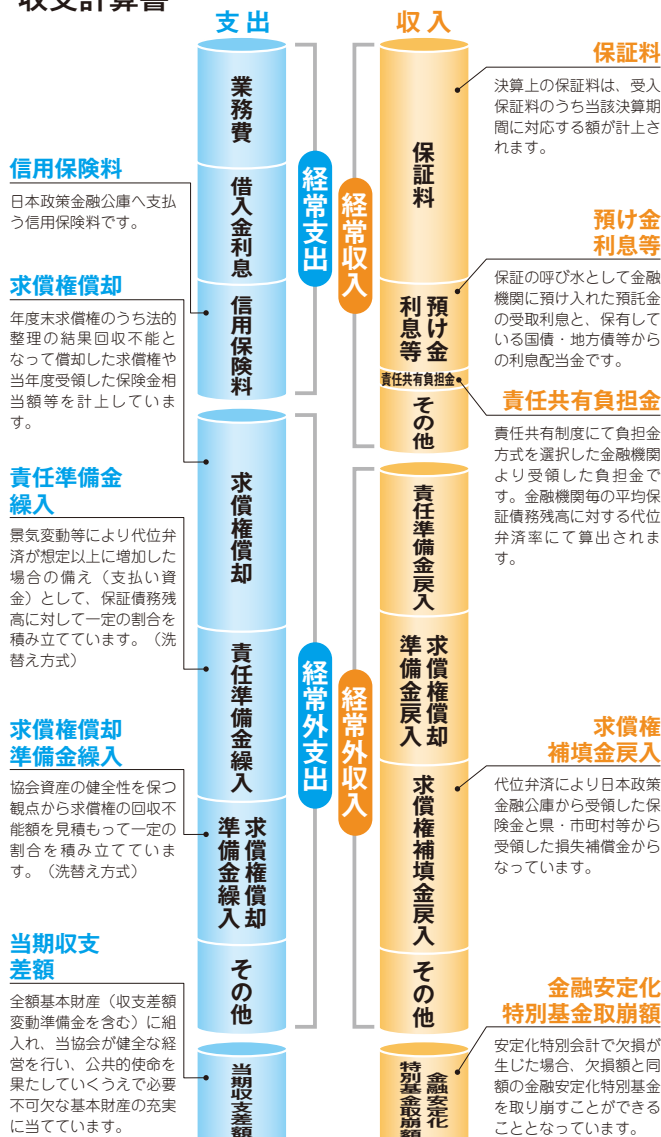 収支計算書
支出
収入
業務費
借入金利息
信用保険料
経常支出
求償権償却
責任準備金繰入
求償権償却
準備金繰入
その他
経常外支出
当期収支差額
保証料
預け金
利息等
責任共有負担金
その他
経常収入
責任準備金戻入
求償権償却
準備金戻入
求償権補填金戻入
その他
経常外収入
金融安定化
特別基金取崩額
信用保険料
日本政策金融公庫へ支払
う信用保険料です。
求償権償却
年度末求償権のうち法的
整理の結果回収不能と
なって償却した求償権や
当年度受領した保険金相
当額等を計上していま
す。
責任準備金
繰入
景気変動等により代位弁
済が想定以上に増加した
場合の備え（支払い資
金）として、保証債務残
高に対して一定の割合を
積み立てています。（洗
替え方式）
求償権償却
準備金繰入
協会資産の健全性を保つ
観点から求償権の回収不
能額を見積もって一定の
割合を積み立てていま
す。（洗替え方式）
当期収支
差額
全額基本財産（収支差額
変動準備金を含む）に組
入れ、当協会が健全な経
営を行い、公共的使命を
果たしていくうえで必要
不可欠な基本財産の充実
に当てています。
保証料
決算上の保証料は、受入
保証料のうち当該決算期
間に対応する額が計上さ
れます。
預け金
利息等
保証の呼び水として金融
機関に預け入れた預託金
の受取利息と、保有して
いる国債・地方債等から
の利息配当金です。
責任共有負担金
責任共有制度にて負担金
方式を選択した金融機関
より受領した負担金で
す。金融機関毎の平均保
証債務残高に対する代位
弁済率にて算出されま
す。
求償権
補填金戻入
代位弁済により日本政策
金融公庫から受領した保
険金と県・市町村等から
受領した損失補償金から
なっています。
金融安定化
特別基金取崩額
安定化特別会計で欠損が
生じた場合、欠損額と同
額の金融安定化特別基金
を取り崩すことができる
こととなっています。